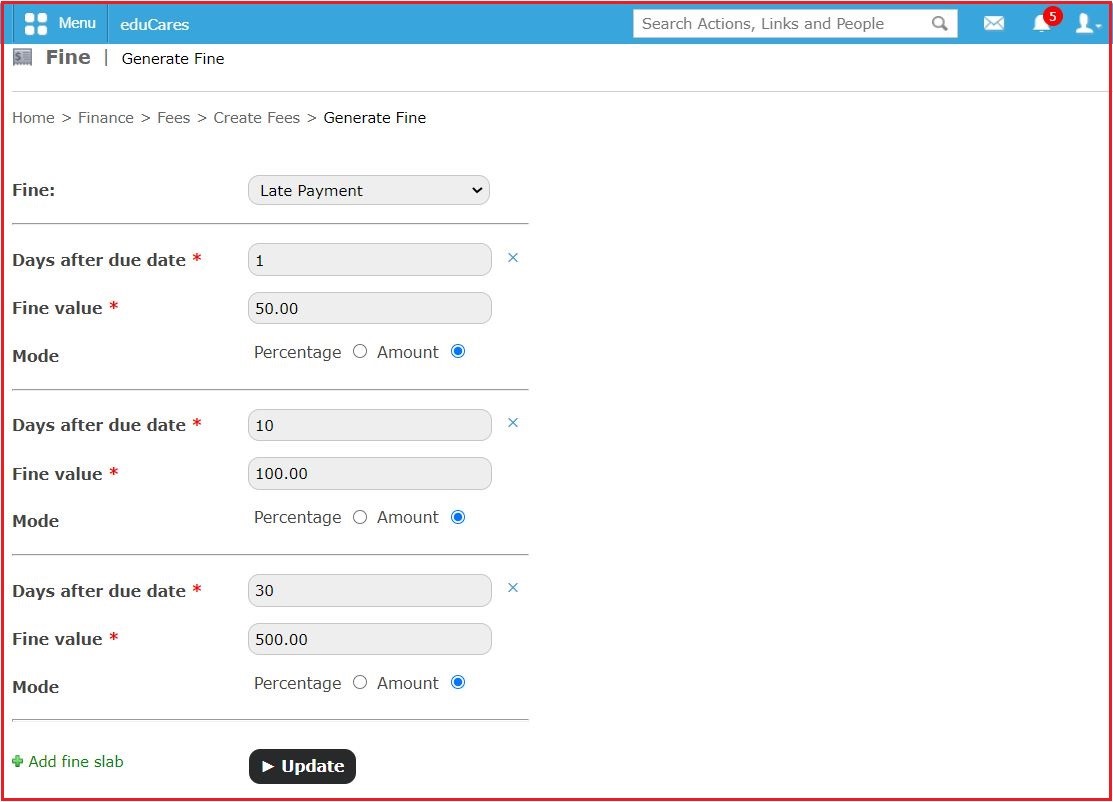 Menu eduCares Search Actions, Links and People 5
Fine | Generate Fine
Home > Finance > Fees > Create Fees > Generate Fine
Fine: Late Payment
Days after due date * 1 ×
Fine value * 50.00
Mode Percentage Amount
Days after due date * 10 ×
Fine value * 100.00
Mode Percentage Amount
Days after due date * 30 ×
Fine value * 500.00
Mode Percentage Amount
Add fine slab ► Update